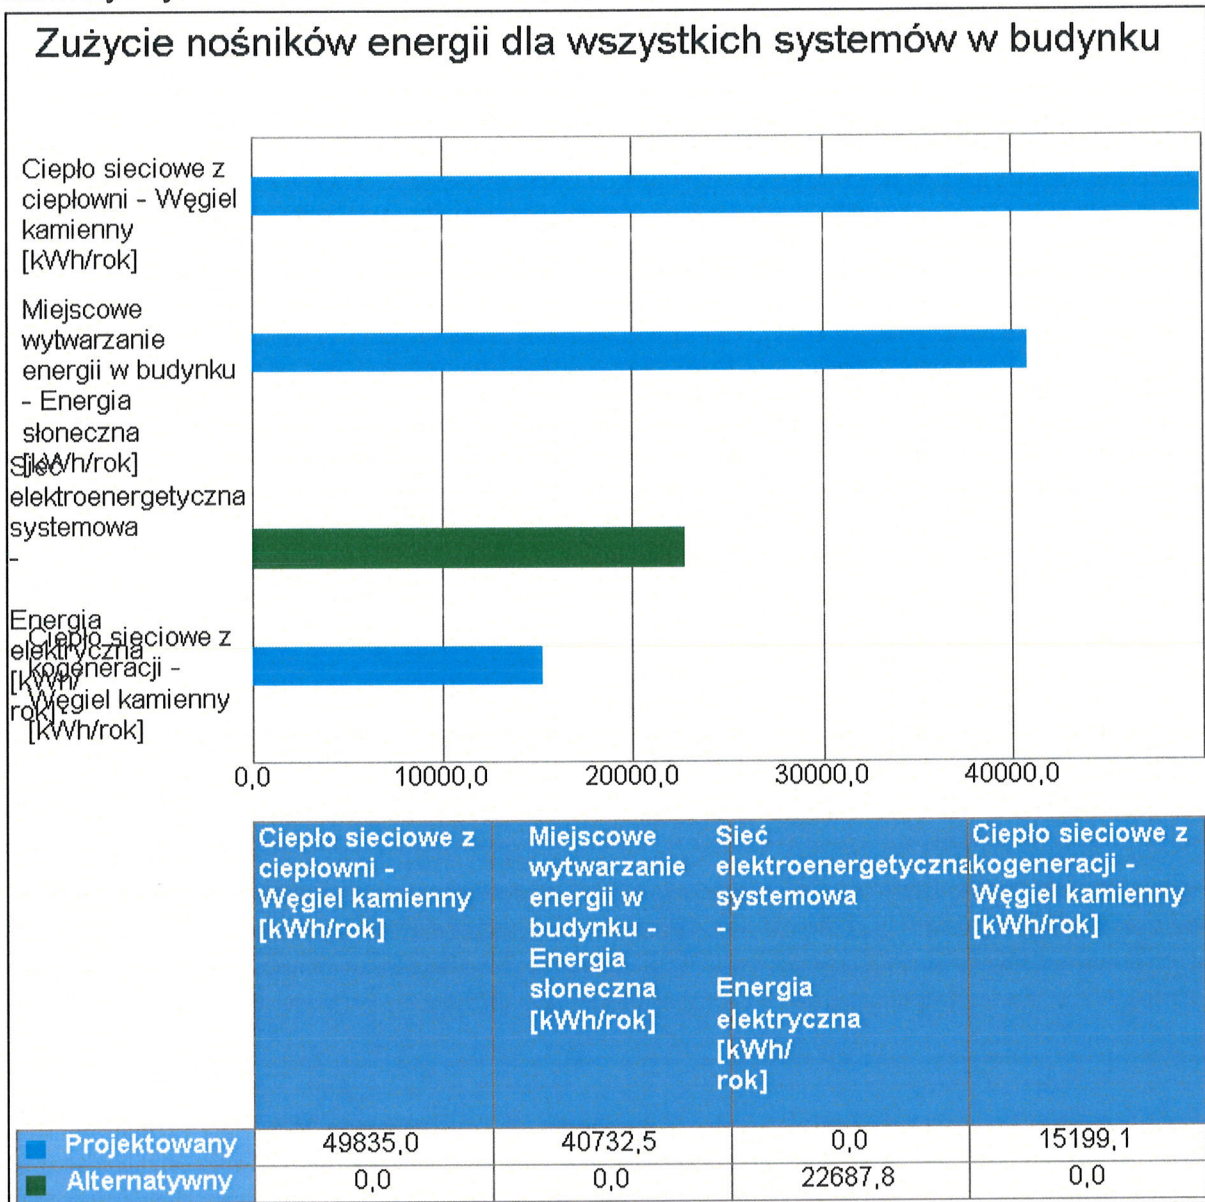 Zużycie nośników energii dla wszystkich systemów w budynku
Ciepło sieciowe z
ciepłowni - Węgiel
kamienny
[kWh/rok]
Miejscowe
wytwarzanie
energii w budynku
- Energia
słoneczna
[kWh/rok]
Sieć
elektroenergetyczna
systemowa
-
Energia
elektryczna
[kWh/
rok]
Ciepło sieciowe z
kogeneracji -
Węgiel kamienny
[kWh/rok]
0,0 10000,0 20000,0 30000,0 40000,0
Ciepło sieciowe z
ciepłowni -
Węgiel kamienny
[kWh/rok]
Miejscowe
wytwarzanie
energii w
budynku -
Energia
słoneczna
[kWh/rok]
Sieć
elektroenergetyczna
systemowa
-
Energia
elektryczna
[kWh/
rok]
Ciepło sieciowe z
kogeneracji -
Węgiel kamienny
[kWh/rok]
Projektowany 49835,0 40732,5 0,0 15199,1
Alternatywny 0,0 0,0 22687,8 0,0